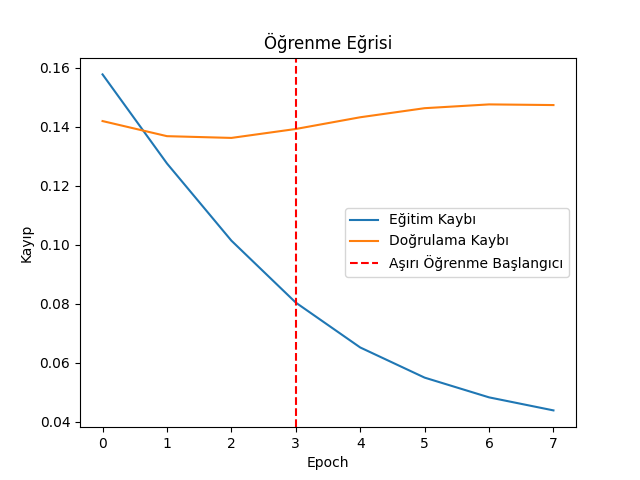 Öğrenme Eğrisi
0.16
0.14
0.12
0.10
0.08
0.06
0.04
Kayıp
Eğitim Kaybı
Doğrulama Kaybı
Aşırı Öğrenme Başlangıcı
0 1 2 3 4 5 6 7
Epoch